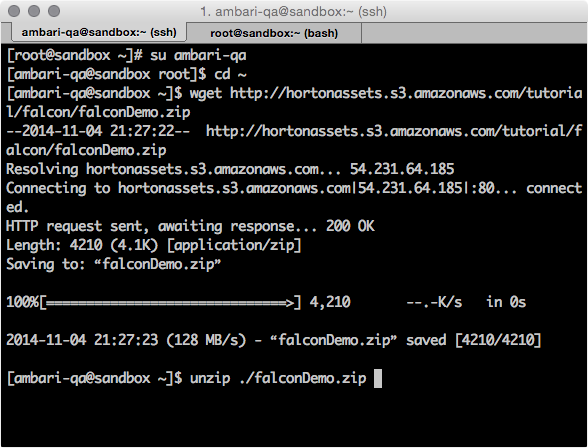 1. ambari-qa@sandbox:~ (ssh)
ambari-qa@sandbox:~ (ssh)
root@sandbox:~ (bash)
[root@sandbox ~]# su ambari-qa
[ambari-qa@sandbox root]$ cd ~
[ambari-qa@sandbox ~]$ wget http://hortonassets.s3.amazonaws.com/tutoria
l/falcon/falconDemo.zip
--2014-11-04 21:27:22--  http://hortonassets.s3.amazonaws.com/tutorial/f
alcon/falconDemo.zip
Resolving hortonassets.s3.amazonaws.com... 54.231.64.185
Connecting to hortonassets.s3.amazonaws.com|54.231.64.185|:80... connect
ed.
HTTP request sent, awaiting response... 200 OK
Length: 4210 (4.1K) [application/zip]
Saving to: “falconDemo.zip”
100%[==============================>] 4,210       --.-K/s   in 0s
2014-11-04 21:27:23 (128 MB/s) - “falconDemo.zip” saved [4210/4210]
[ambari-qa@sandbox ~]$ unzip ./falconDemo.zip